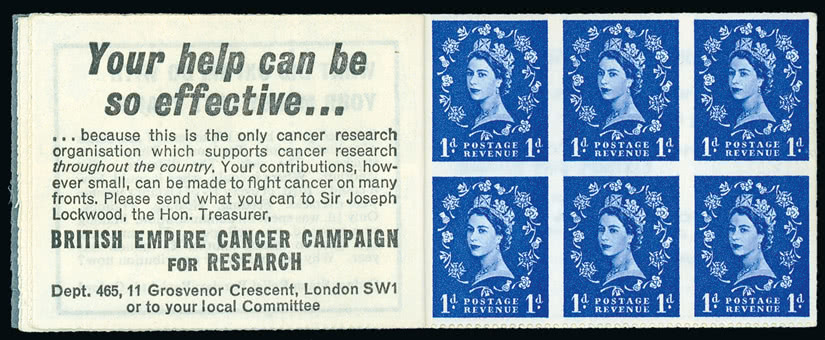 Your help can be
so effective...
... because this is the only cancer research
organisation which supports cancer research
throughout the country. Your contributions, how-
ever small, can be made to fight cancer on many
fronts. Please send what you can to Sir Joseph
Lockwood, the Hon. Treasurer,
BRITISH EMPIRE CANCER CAMPAIGN
FOR RESEARCH
Dept. 465, 11 Grosvenor Crescent, London SW1
or to your local Committee
1d POSTAGE 1d
REVENUE
1d POSTAGE 1d
REVENUE
1d POSTAGE 1d
REVENUE
1d POSTAGE 1d
REVENUE
1d POSTAGE 1d
REVENUE
1d POSTAGE 1d
REVENUE